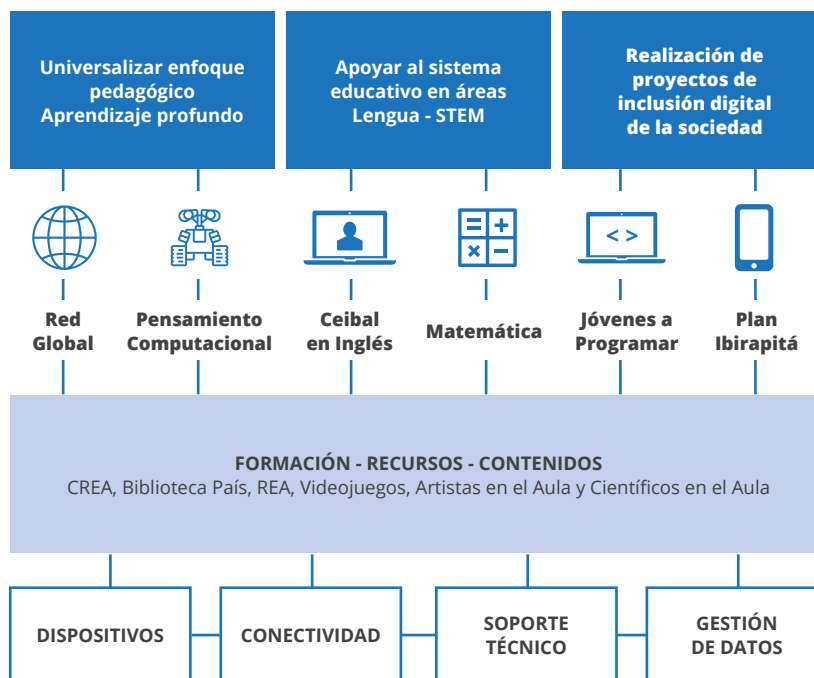 Universalizar enfoque
pedagógico
Aprendizaje profundo
Apoyar al sistema
educativo en áreas
Lengua - STEM
Realización de
proyectos de
inclusión digital
de la sociedad
Red
Global
Pensamiento
Computacional
Ceibal
en Inglés
Matemática
Jóvenes a
Programar
Plan
Ibirapitá
FORMACIÓN - RECURSOS - CONTENIDOS
CREA, Biblioteca País, REA, Videojuegos, Artistas en el Aula y Científicos en el Aula
DISPOSITIVOS
CONECTIVIDAD
SOPORTE
TÉCNICO
GESTIÓN
DE DATOS